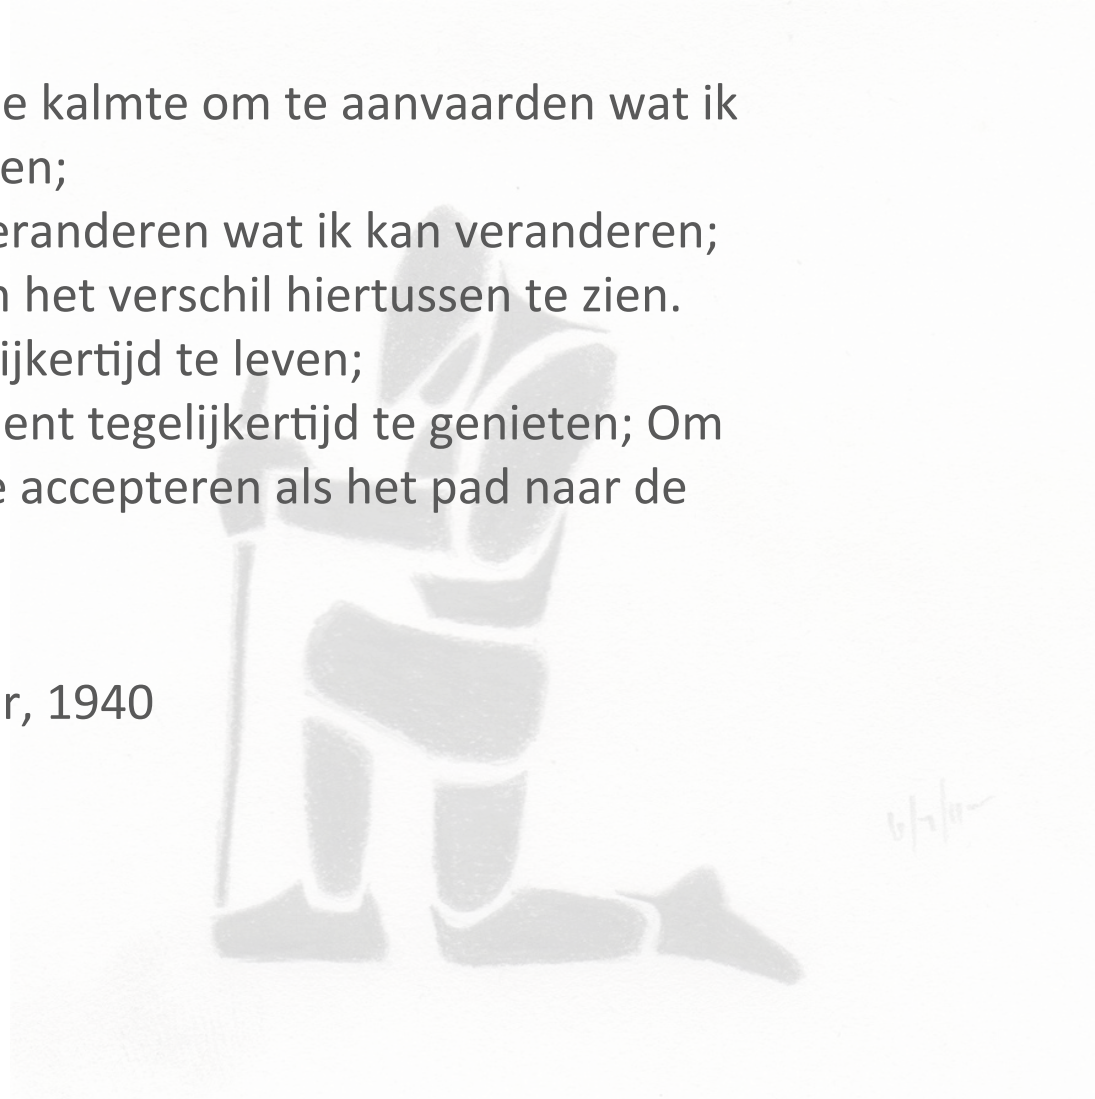 e kalmte om te aanvaarden wat ik
en;
eranderen wat ik kan veranderen;
n het verschil hiertussen te zien.
ijkertijd te leven;
ent tegelijkertijd te genieten; Om
e accepteren als het pad naar de
r, 1940